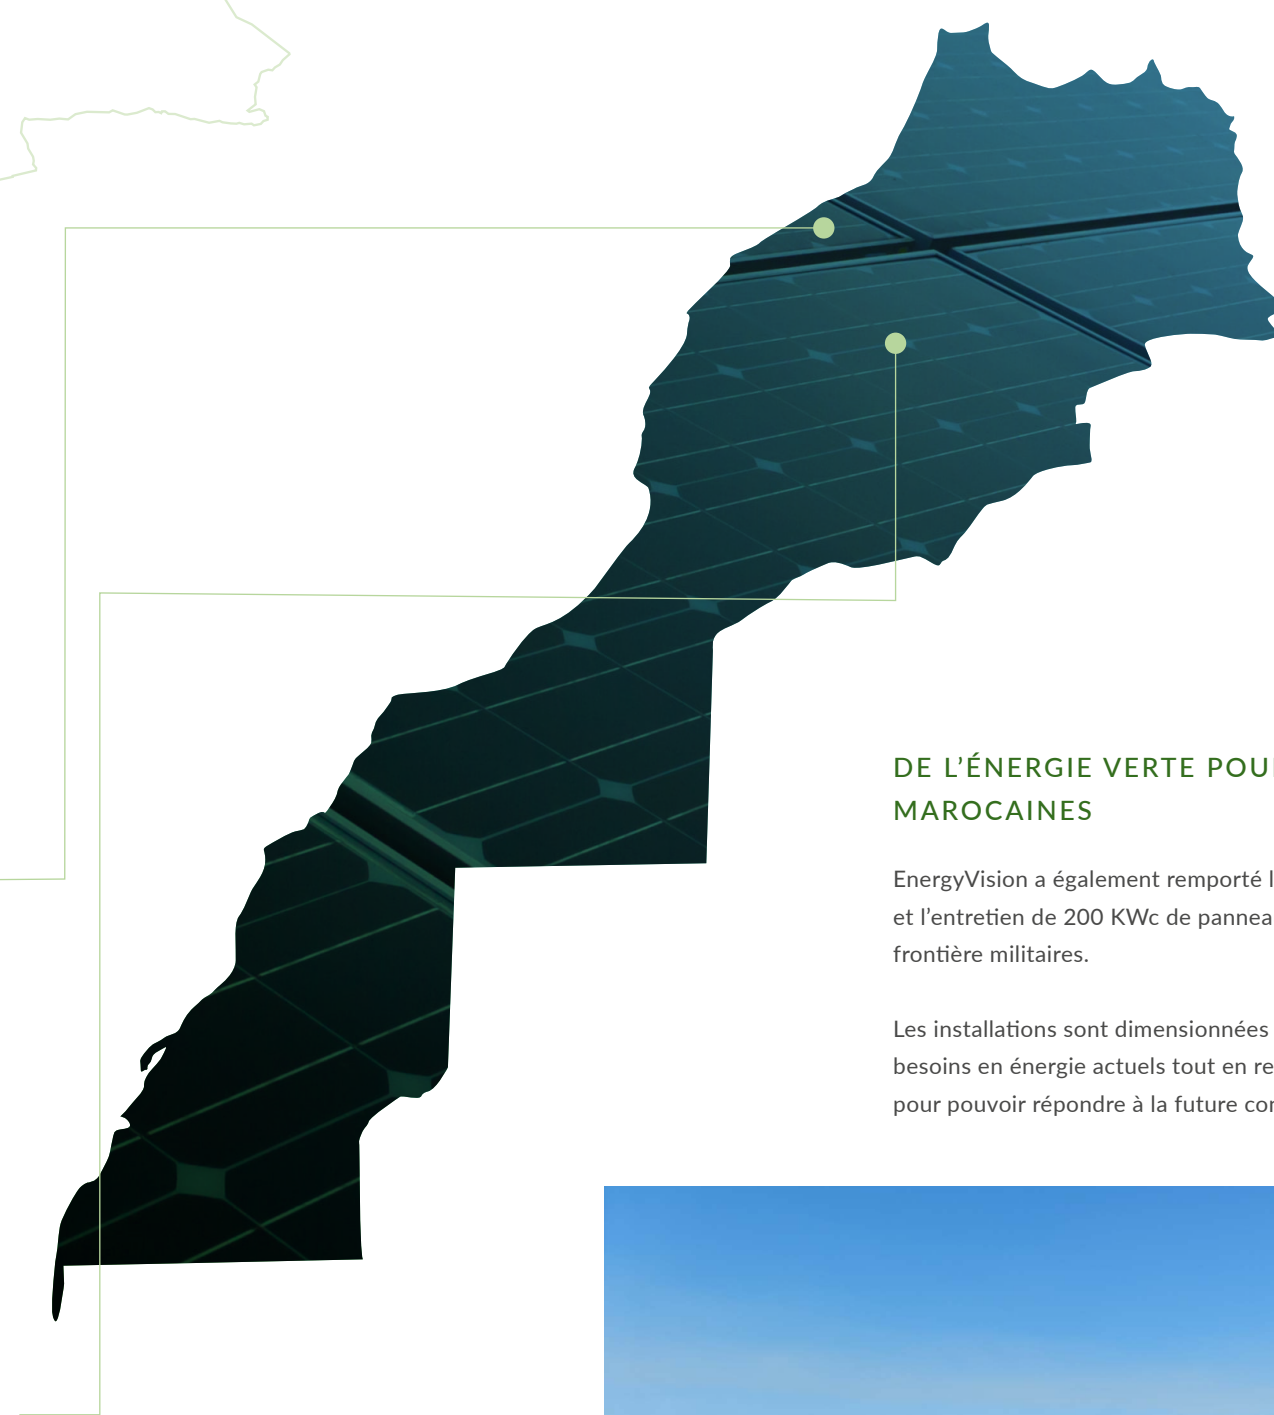 DE L’ÉNERGIE VERTE POU
MAROCAINES
EnergyVision a également remporté
et l’entretien de 200 KWc de pannea
frontière militaires.
Les installations sont dimensionnées
besoins en énergie actuels tout en re
pour pouvoir répondre à la future